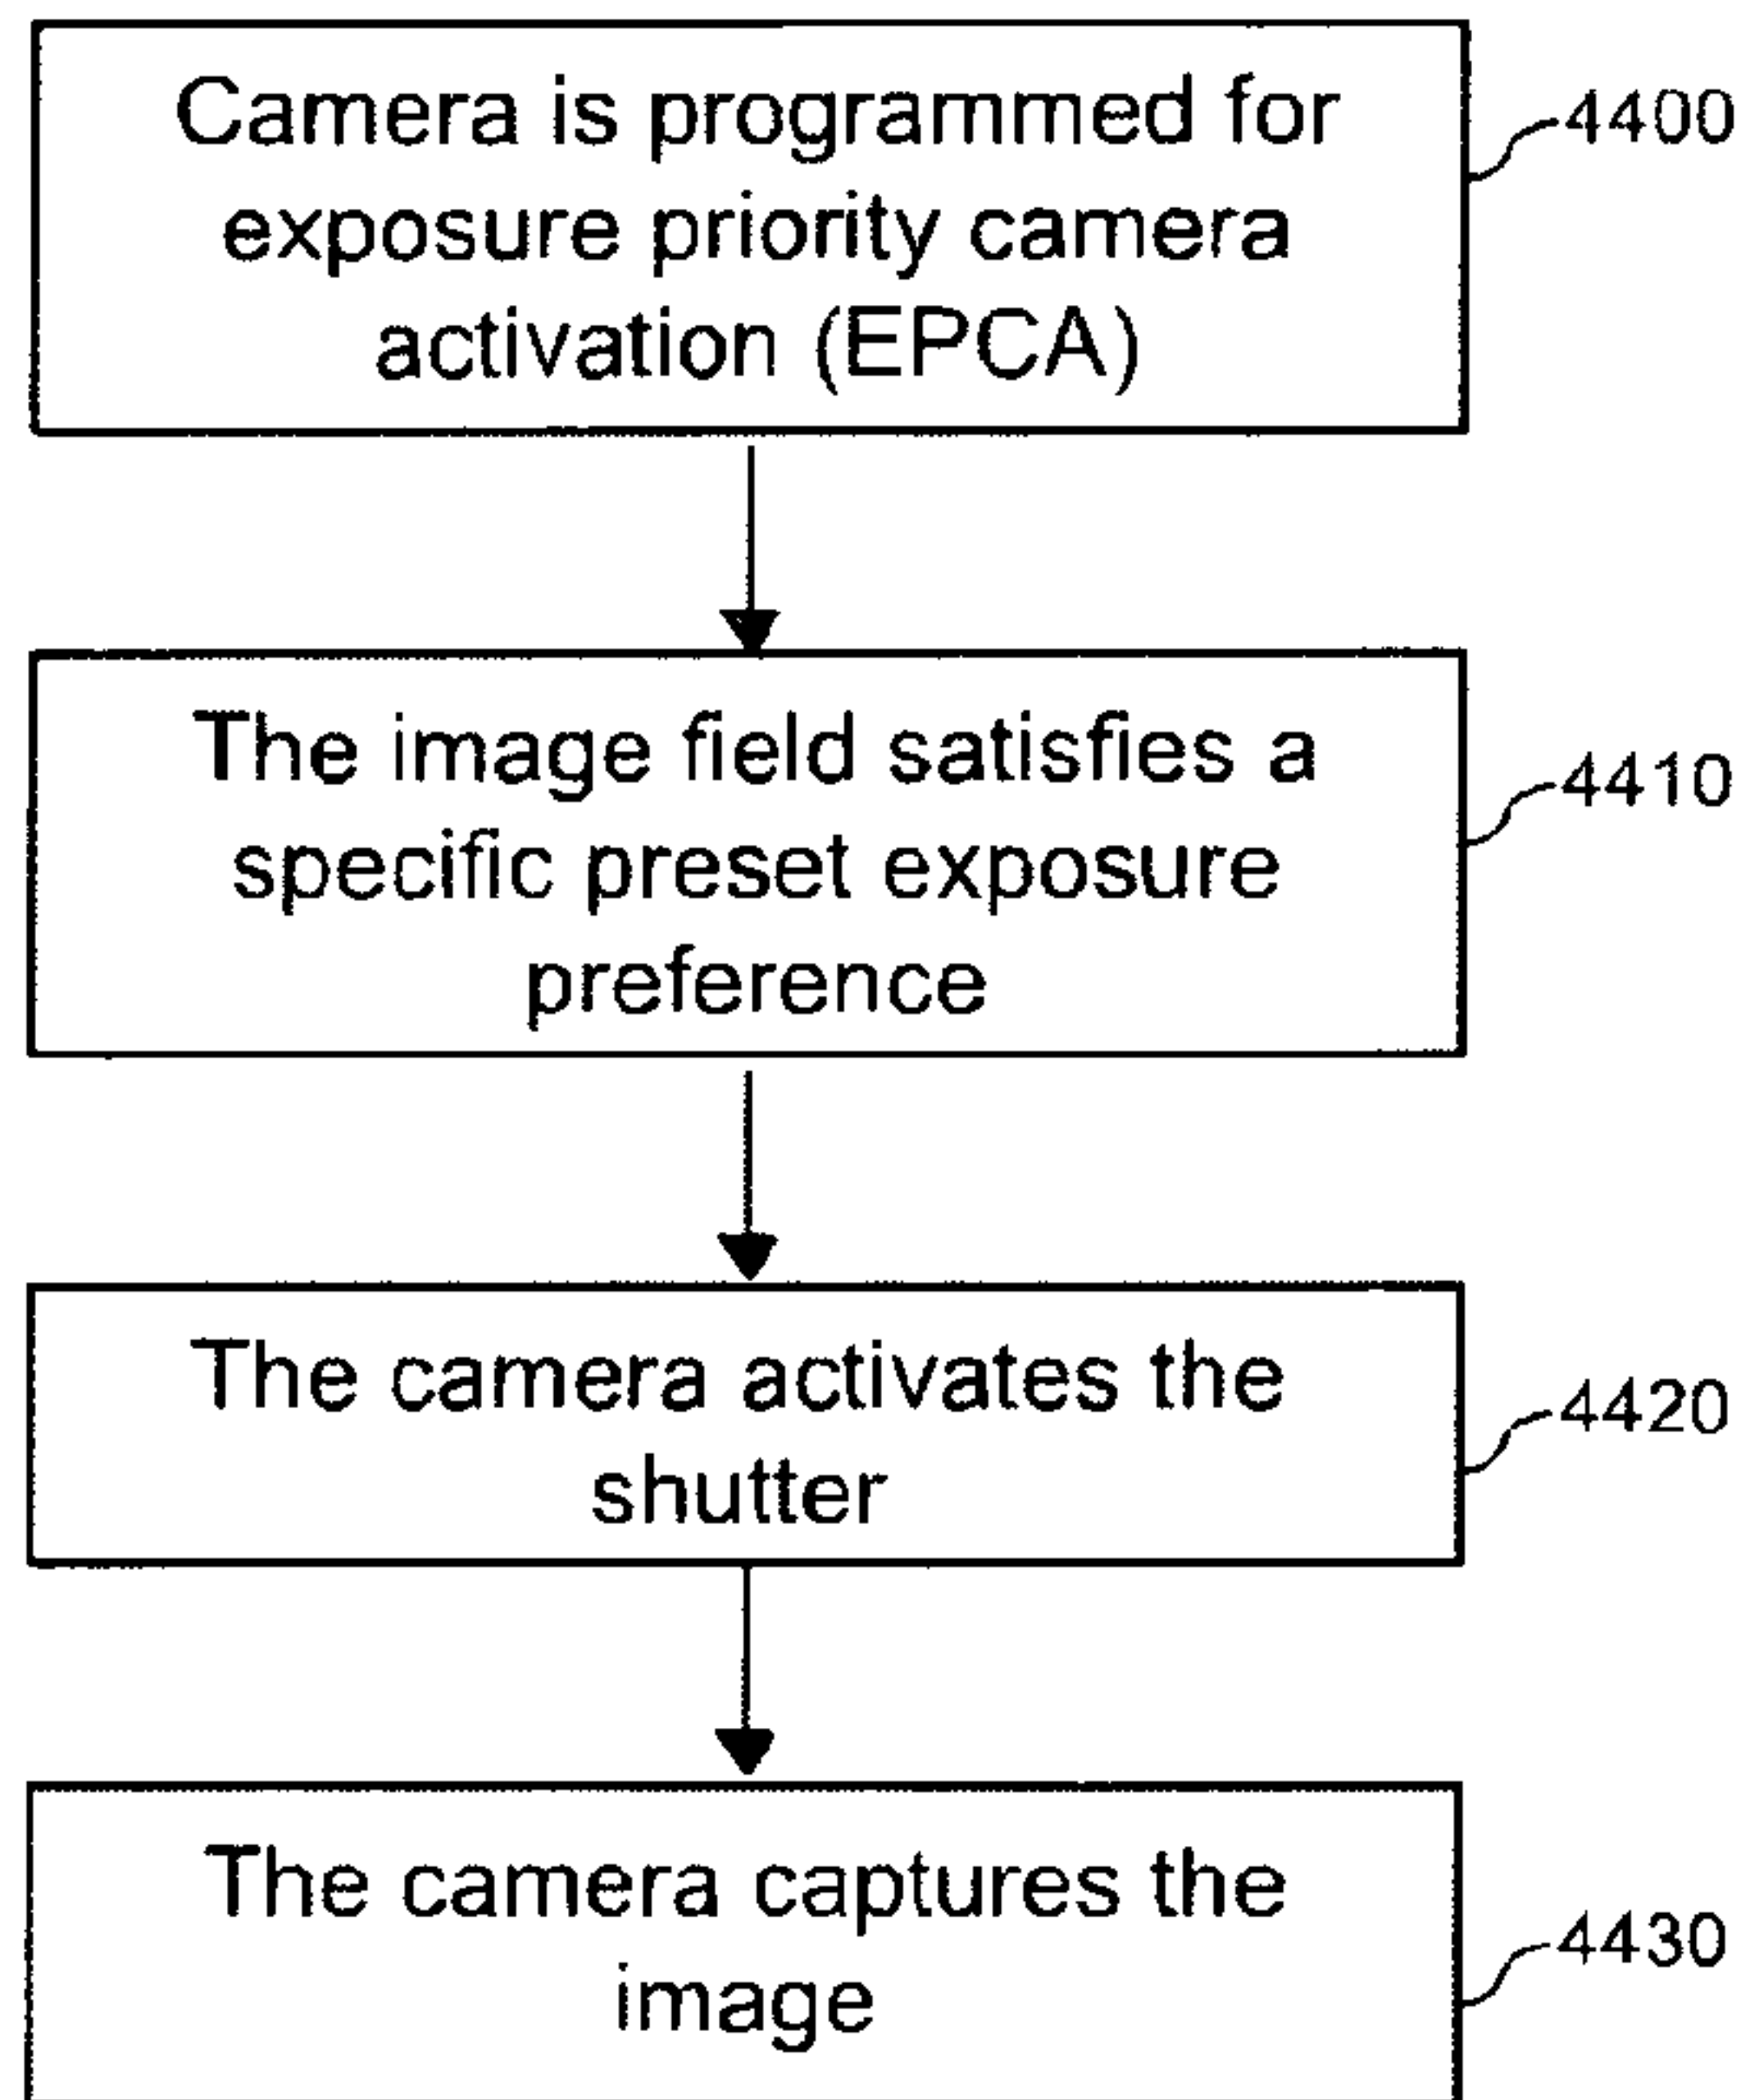 Camera is programmed for
exposure priority camera
activation (EPCA)
4400
The image field satisfies a
specific preset exposure
preference
4410
The camera activates the
shutter
4420
The camera captures the
image
4430